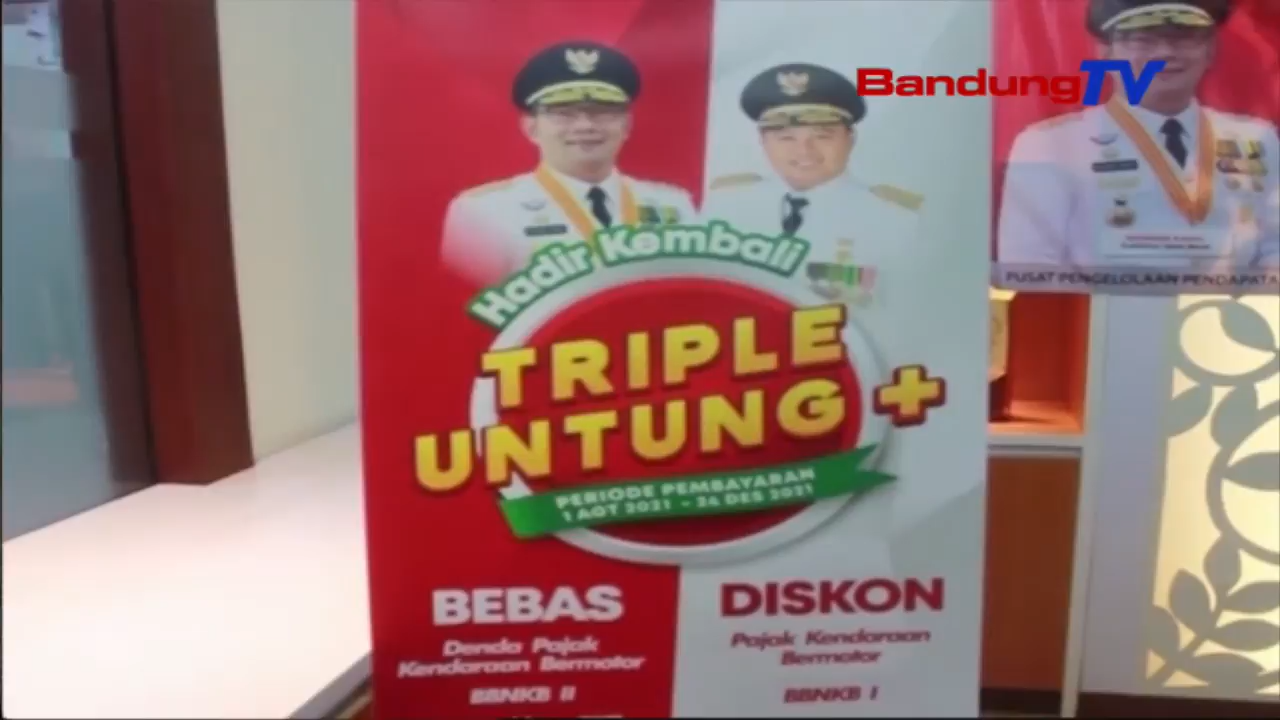 BandungTV
Hadir Kembali
TRIPLE
UNTUNG +
PERIODE PEMBAYARAN
1 AGT 2021 - 24 DES 2021
BEBAS
Denda Pajak
Kendaraan Bermotor
BBNKB II
DISKON
Pajak Kendaraan
Bermotor
BBNKB I
PUSAT PENGELOLAAN PENDAPATA